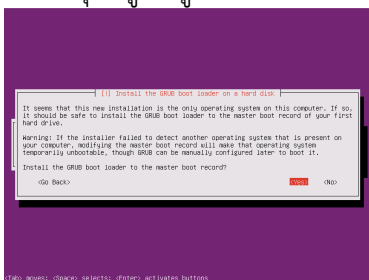 [!] Install the GRUB boot loader on a hard disk
It seems that this new installation is the only operating system on this computer. If so,
it should be safe to install the GRUB boot loader to the master boot record of your first
hard drive.
Warning: If the installer failed to detect another operating system that is present on
your computer, modifying the master boot record will make that operating system
temporarily unbootable, though GRUB can be manually configured later to boot it.
Install the GRUB boot loader to the master boot record?
<Go Back> <Yes> <No>
<Tab> moves; <Space> selects; <Enter> activates buttons